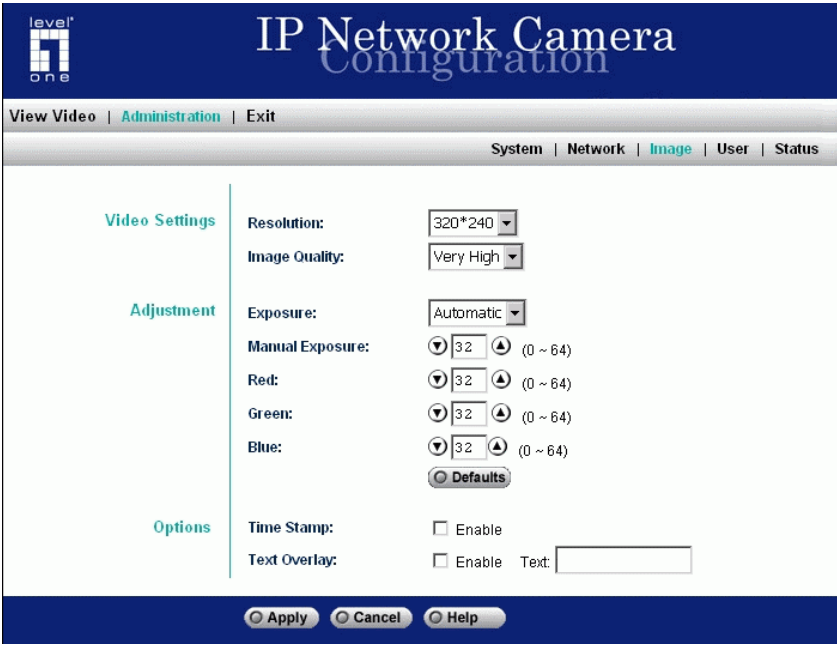 level
one
IP Network Camera
Configuration
View Video | Administration | Exit
System | Network | Image | User | Status
Video Settings
Resolution: 320*240
Image Quality: Very High
Adjustment
Exposure: Automatic
Manual Exposure: 32 (0 ~ 64)
Red: 32 (0 ~ 64)
Green: 32 (0 ~ 64)
Blue: 32 (0 ~ 64)
Defaults
Options
Time Stamp: Enable
Text Overlay: Enable Text:
Apply Cancel Help